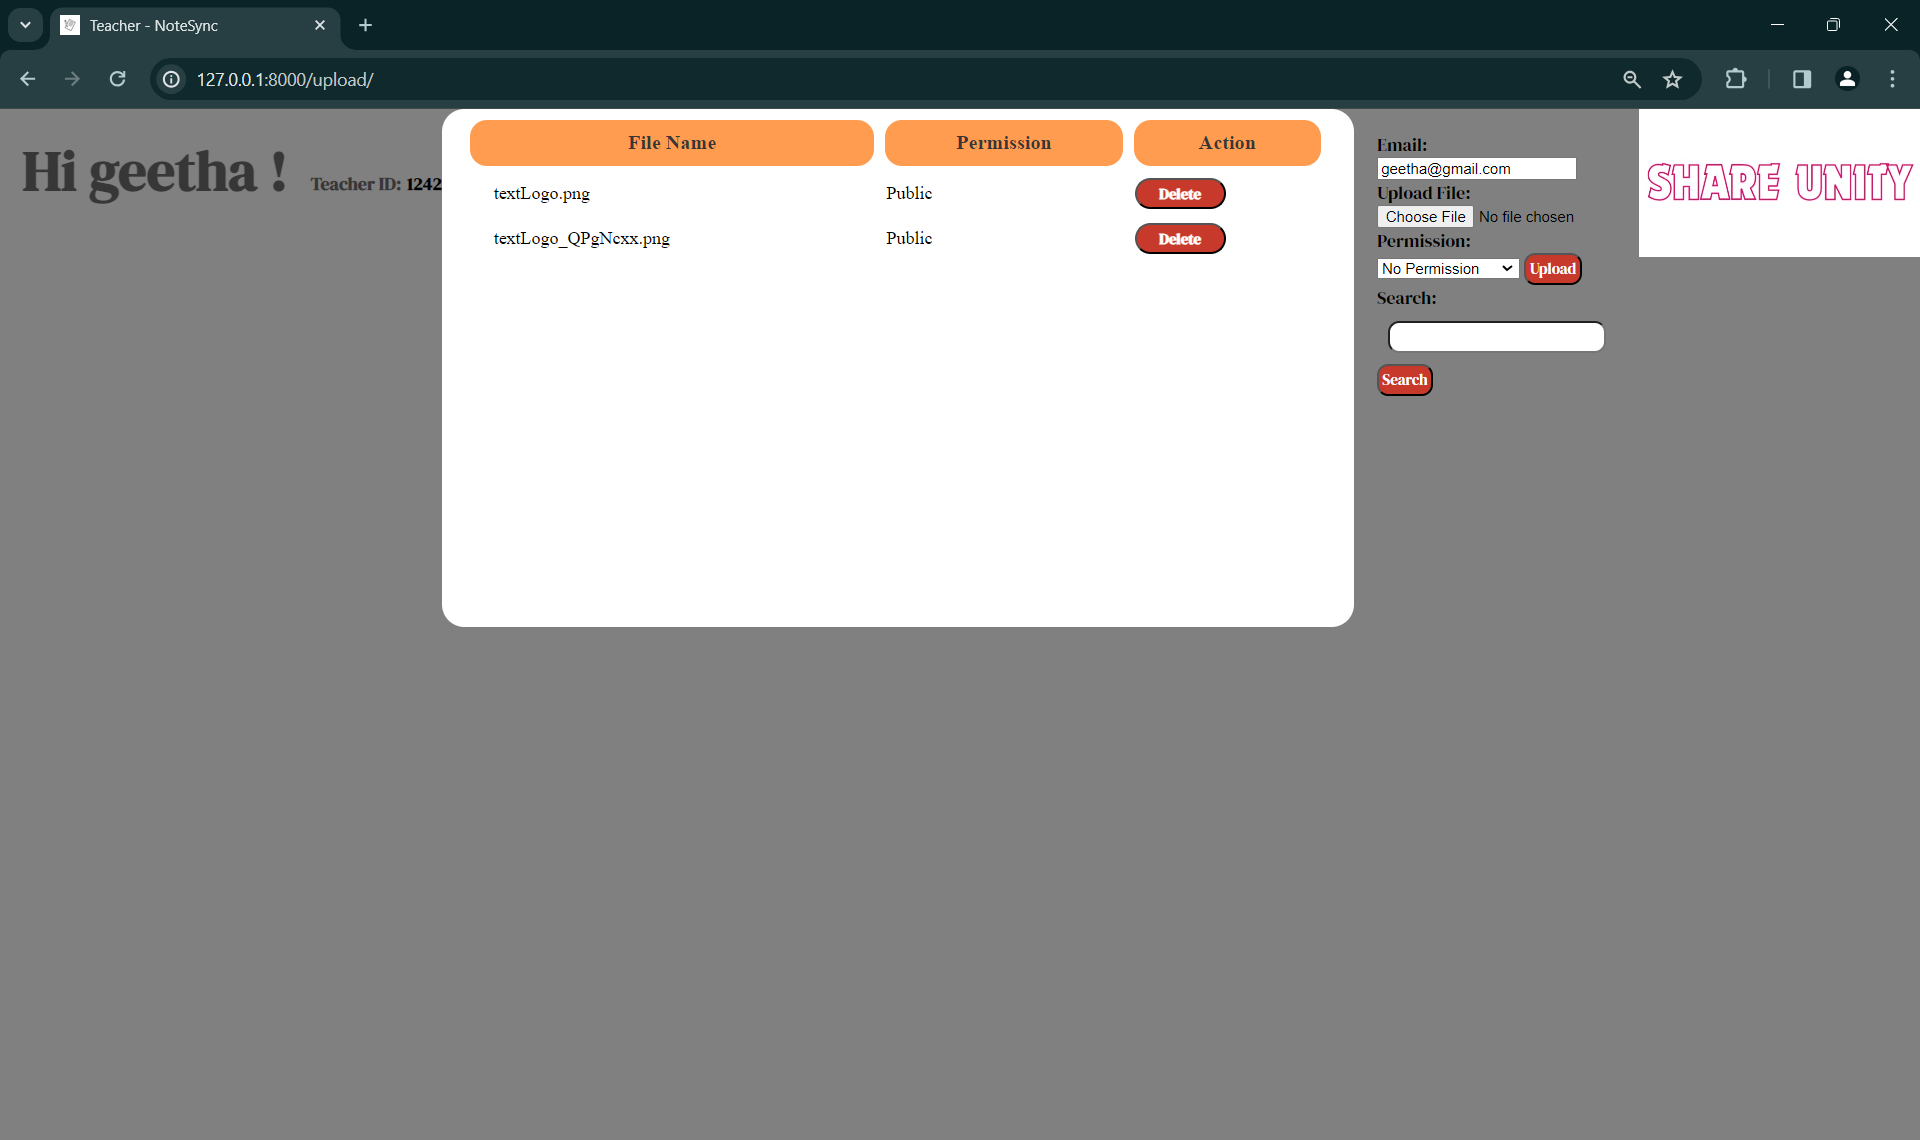 Teacher - NoteSync
127.0.0.1:8000/upload/
Hi geetha !
Teacher ID: 1242
File Name Permission Action
textLogo.png Public Delete
textLogo_QPgNcxx.png Public Delete
Email:
geetha@gmail.com
Upload File:
Choose File No file chosen
Permission:
No Permission Upload
Search:
Search
SHARE UNITY